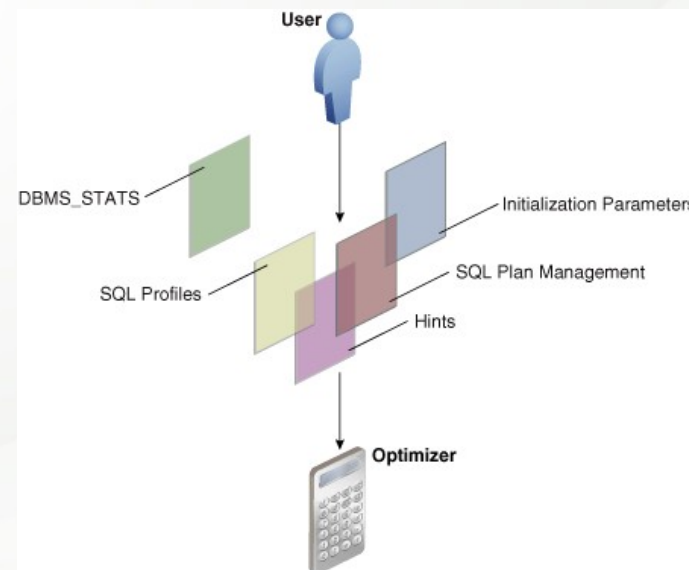 User
DBMS_STATS
Initialization Parameters
SQL Plan Management
SQL Profiles
Hints
Optimizer